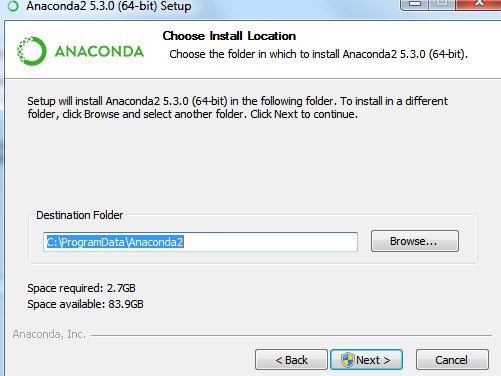 Anaconda2 5.3.0 (64-bit) Setup
Choose Install Location
ANACONDA
Choose the folder in which to install Anaconda2 5.3.0 (64-bit).
Setup will install Anaconda2 5.3.0 (64-bit) in the following folder. To install in a different
folder, click Browse and select another folder. Click Next to continue.
Destination Folder
C:\ProgramData\Anaconda2
Browse...
Space required: 2.7GB
Space available: 83.9GB
Anaconda, Inc.
< Back
Next >
Cancel